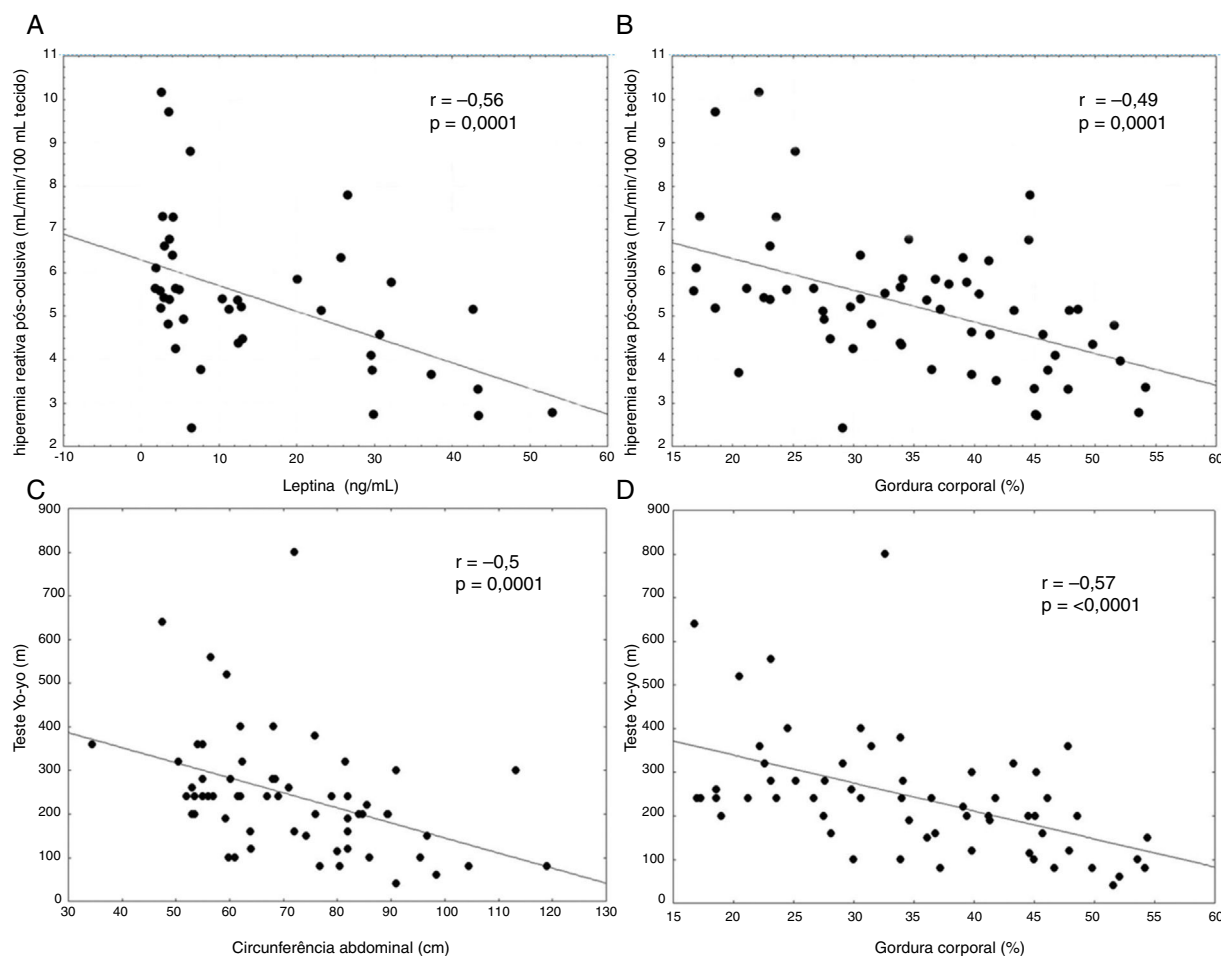 A
hiperemia reativa pós-oclusiva (mL/min/100 mL tecido)
11
10
9
8
7
6
5
4
3
2
r = –0,56
p = 0,0001
-10 0 10 20 30 40 50 60
Leptina (ng/mL)
B
hiperemia reativa pós-oclusiva (mL/min/100 mL tecido)
11
10
9
8
7
6
5
4
3
2
r = –0,49
p = 0,0001
15 20 25 30 35 40 45 50 55 60
Gordura corporal (%)
C
Teste Yo-yo (m)
900
800
700
600
500
400
300
200
100
0
r = –0,5
p = 0,0001
30 40 50 60 70 80 90 100 110 120 130
Circunferência abdominal (cm)
D
Teste Yo-yo (m)
900
800
700
600
500
400
300
200
100
0
r = –0,57
p = <0,0001
15 20 25 30 35 40 45 50 55 60
Gordura corporal (%)